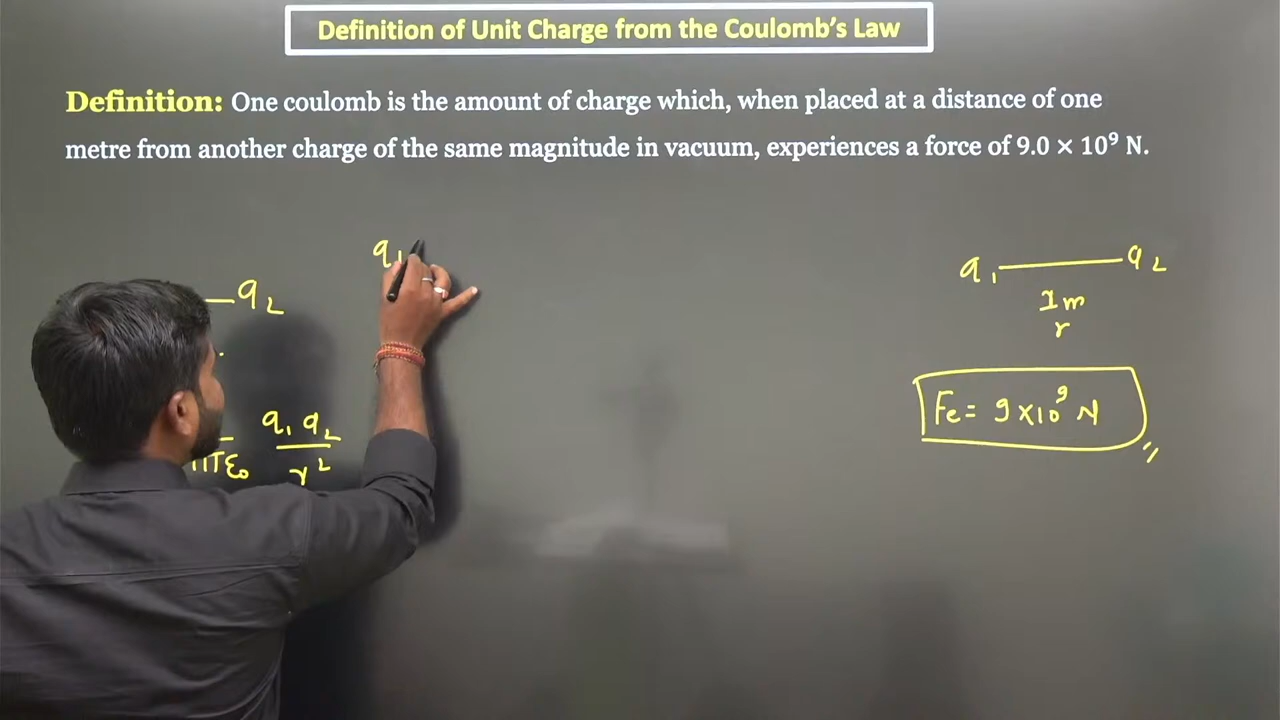 Definition of Unit Charge from the Coulomb's Law
Definition: One coulomb is the amount of charge which, when placed at a distance of one
metre from another charge of the same magnitude in vacuum, experiences a force of 9.0 × 10⁹ N.
q₁
q₂
q₁ q₂
1m
r
q₁ q₂
πε₀ r²
Fe = 9 × 10⁹ N